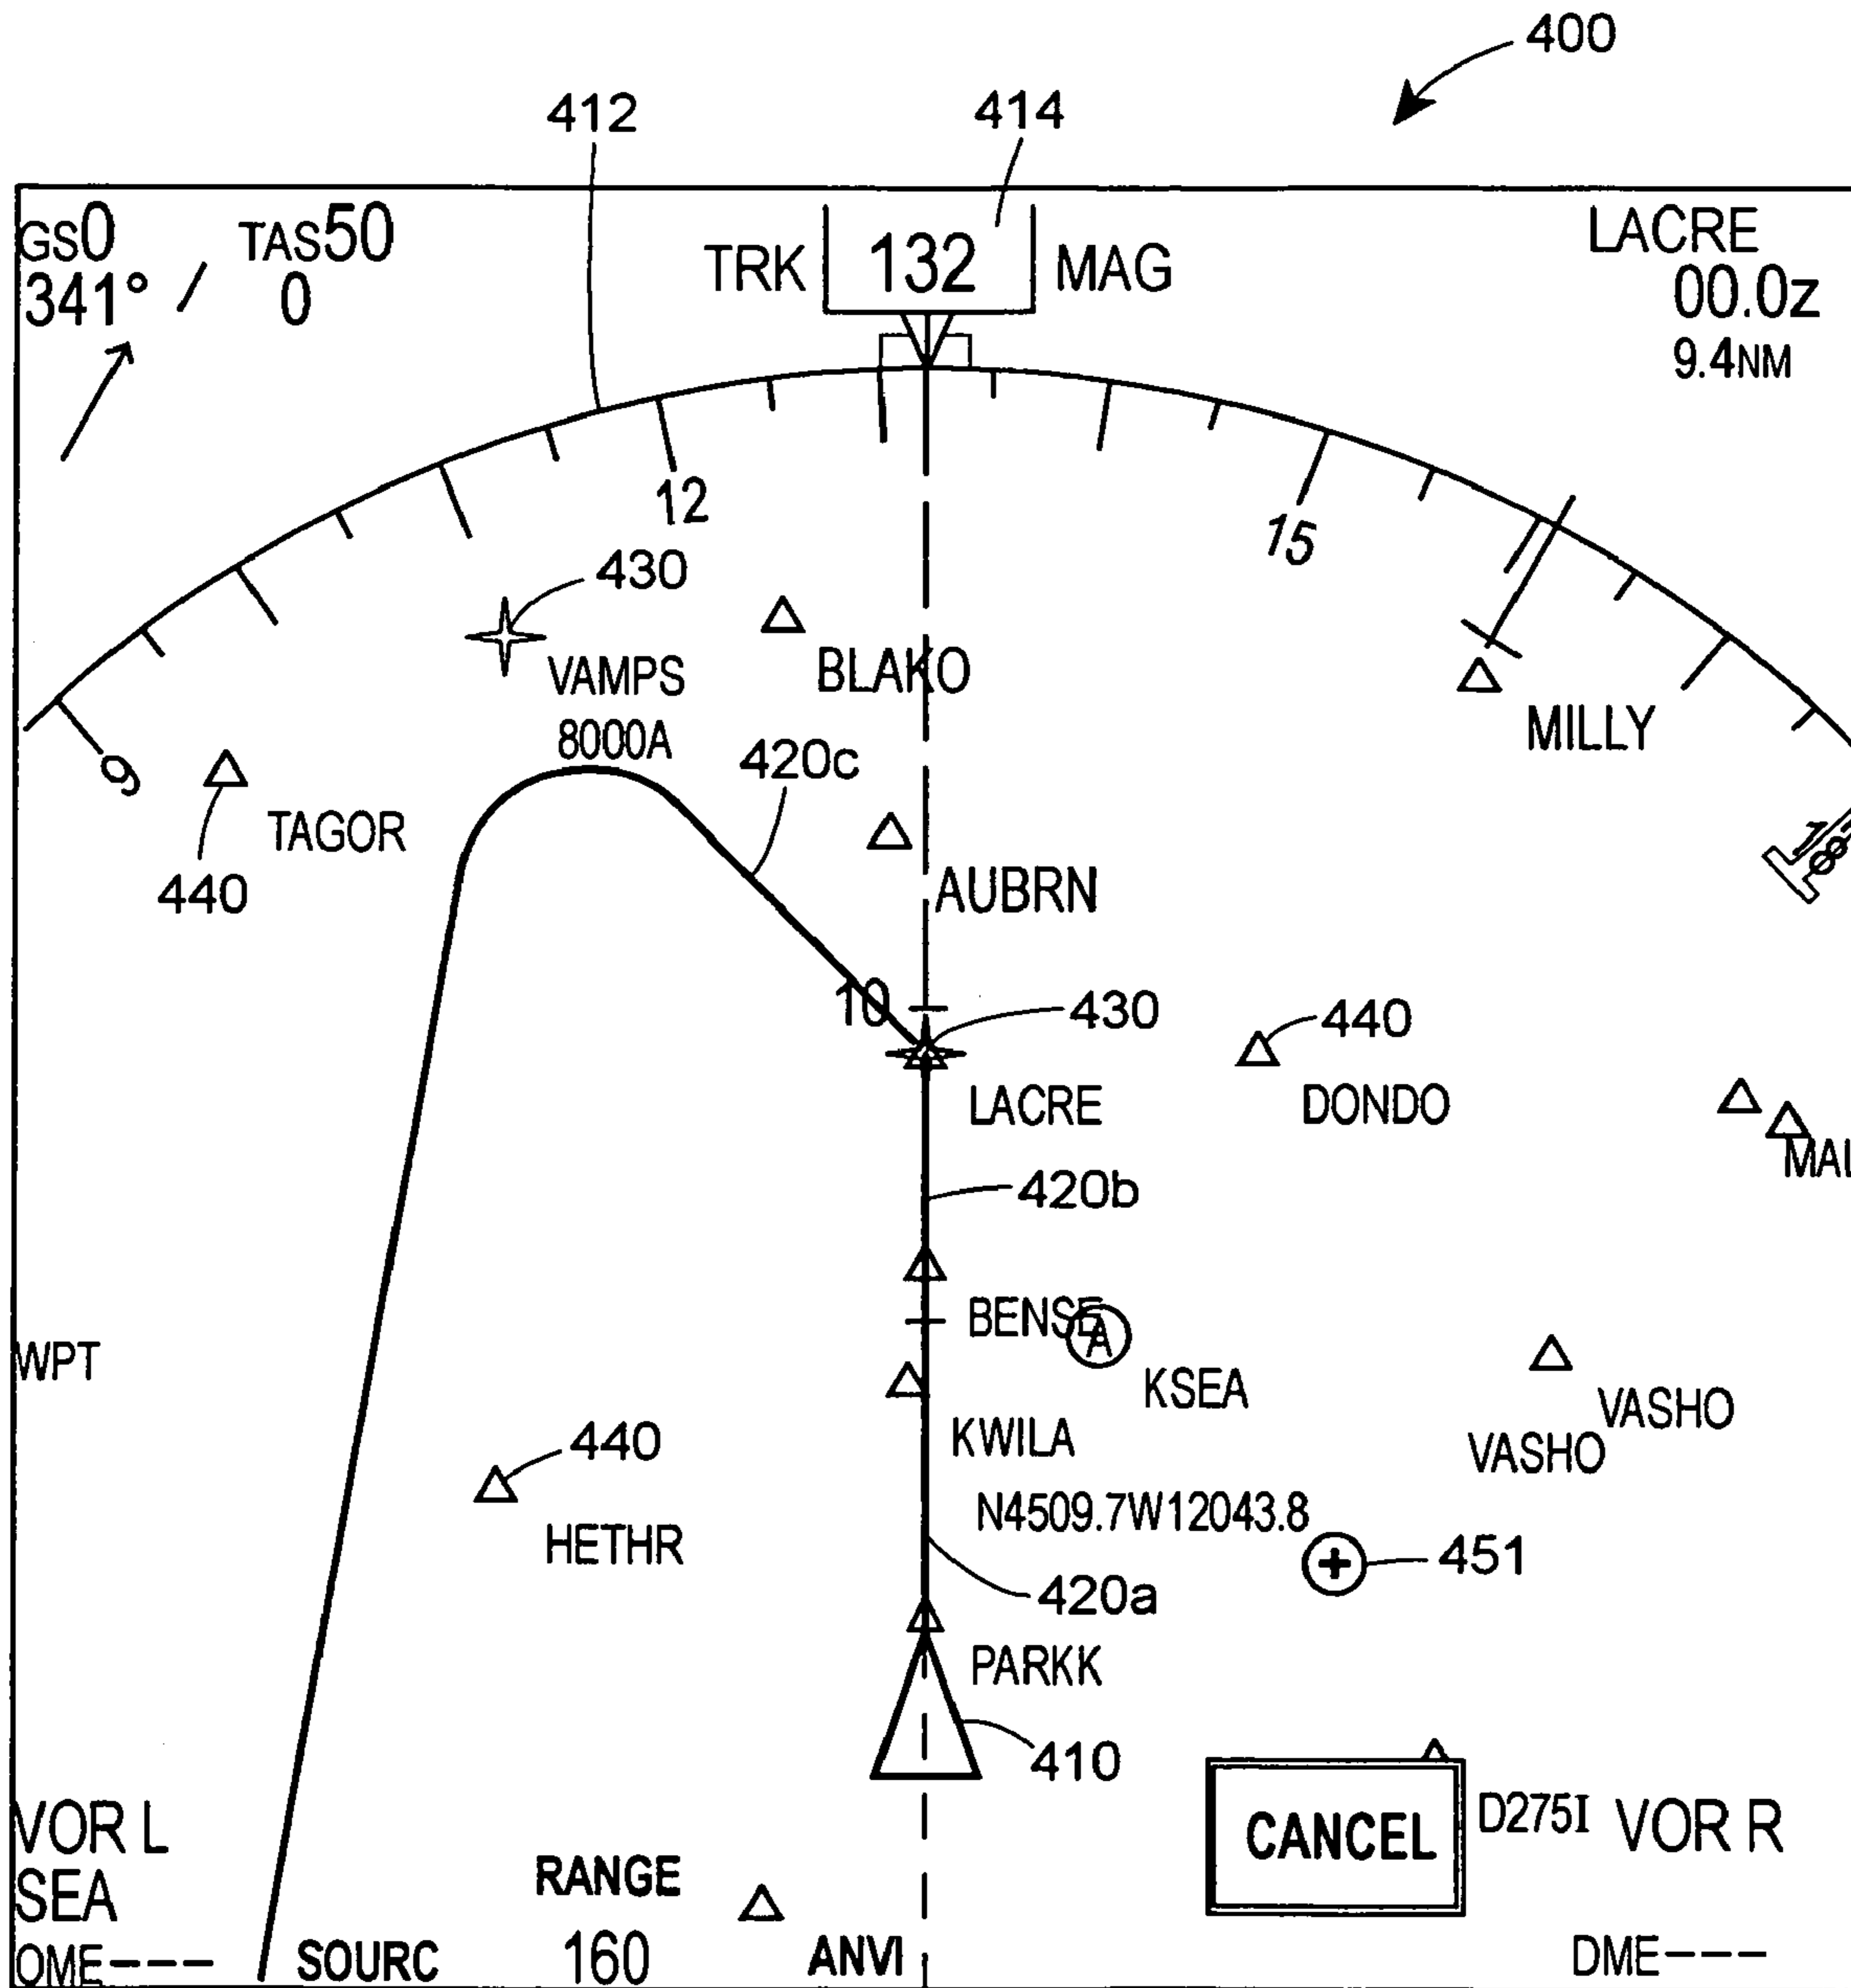 400
412
414
GS0 TAS50
341° / 0
TRK 132 MAG
LACRE
00.0z
9.4NM
12
15
430
VAMPS
8000A
BLAKO
MILLY
9
420c
TAGOR
440
AUBRN
18
10
430
440
LACRE
DONDO
MAL
420b
BENSE
A
WPT
KSEA
VASHO
KWILA
VASHO
440
N4509.7W12043.8
HETHR
451
420a
PARKK
410
CANCEL
D275I VOR R
VOR L
SEA
RANGE
OME---
SOURC
160
ANVI
DME---